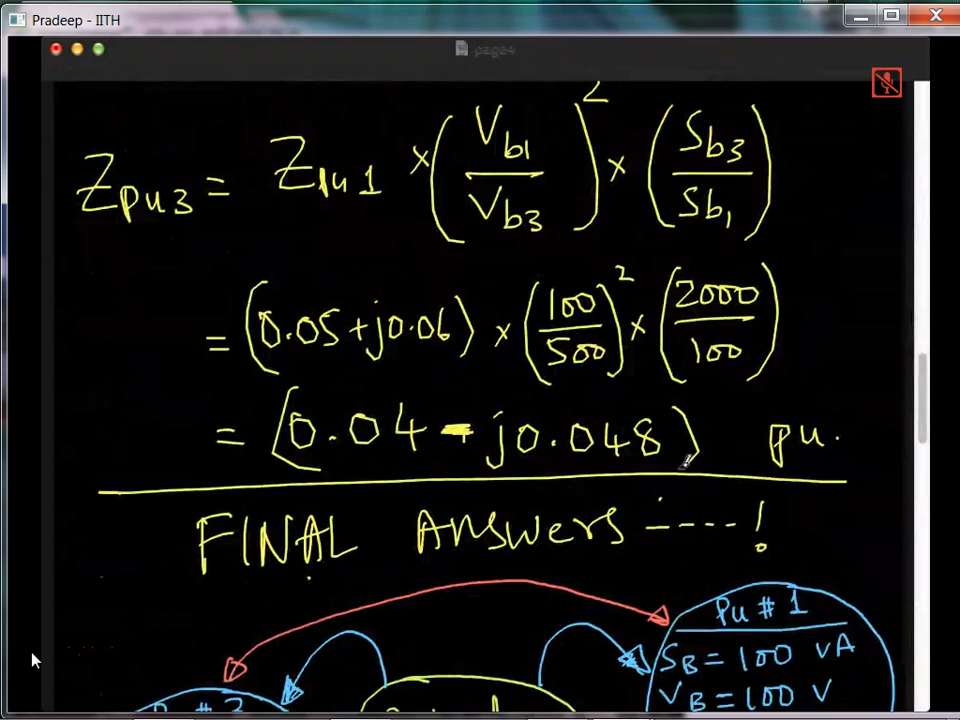 Pradeep - IITH
page4
Zpu3 = Zpu1 × (Vb1 / Vb3)² × (Sb3 / Sb1)
= (0.05 + j0.06) × (100 / 500)² × (2000 / 100)
= (0.04 + j0.048) pu.
FINAL Answers ----!
Pu # 1
SB = 100 VA
VB = 100 V